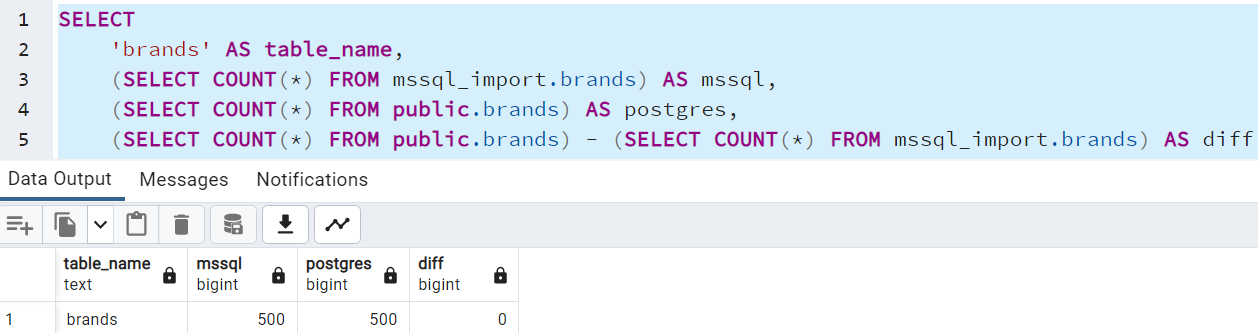 1 SELECT
2 'brands' AS table_name,
3 (SELECT COUNT(*) FROM mssql_import.brands) AS mssql,
4 (SELECT COUNT(*) FROM public.brands) AS postgres,
5 (SELECT COUNT(*) FROM public.brands) - (SELECT COUNT(*) FROM mssql_import.brands) AS diff
Data Output Messages Notifications
table_name mssql postgres diff
text bigint bigint bigint
1 brands 500 500 0